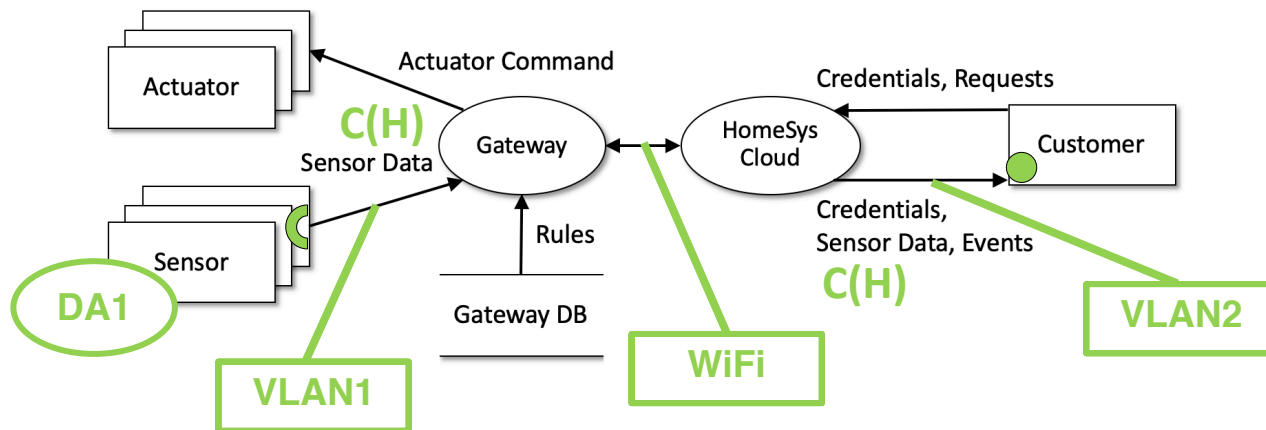 Actuator
Actuator Command
C(H)
Sensor Data
Gateway
HomeSys
Cloud
Credentials, Requests
Customer
Credentials,
Sensor Data, Events
C(H)
Rules
Sensor
DA1
Gateway DB
VLAN1
WiFi
VLAN2